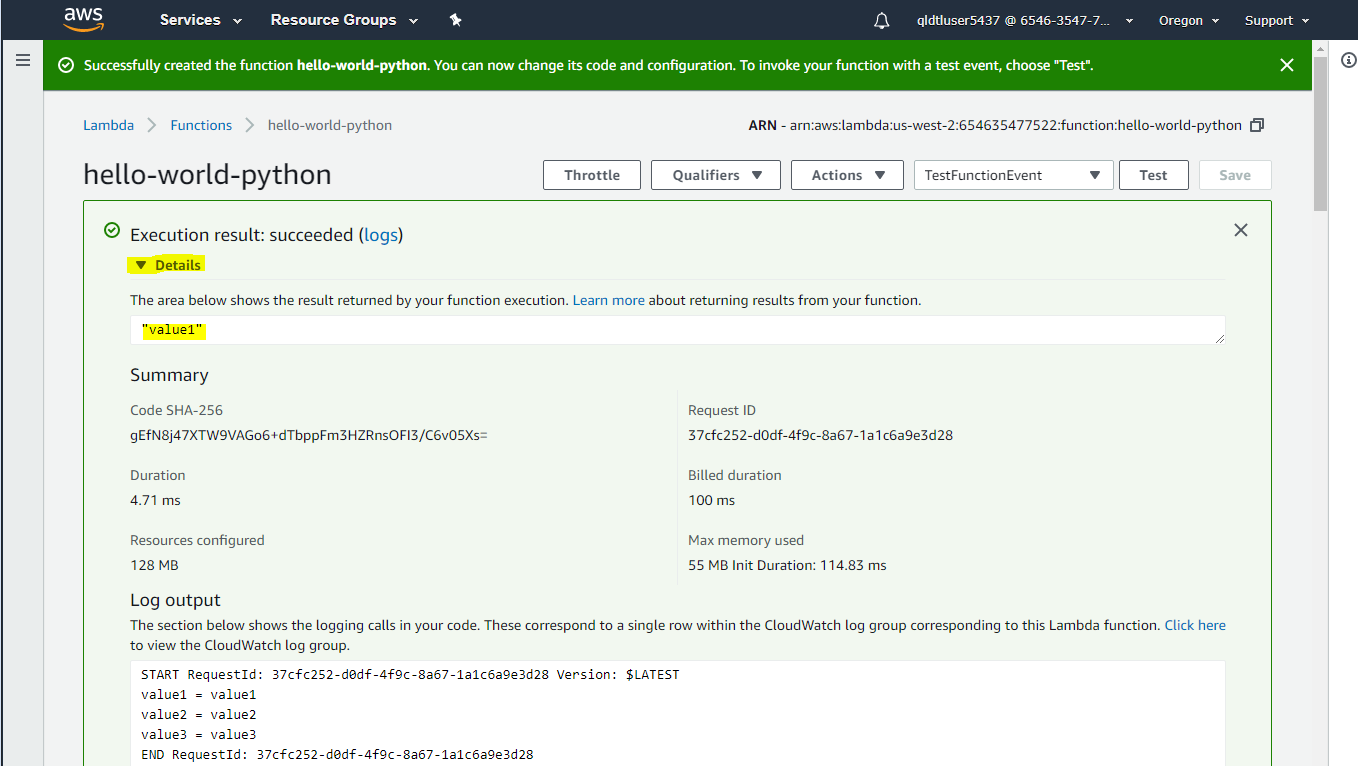 aws Services Resource Groups qldtluser5437 @ 6546-3547-7... Oregon Support
Successfully created the function hello-world-python. You can now change its code and configuration. To invoke your function with a test event, choose "Test".
Lambda Functions hello-world-python ARN - arn:aws:lambda:us-west-2:654635477522:function:hello-world-python
hello-world-python Throttle Qualifiers Actions TestFunctionEvent Test Save
Execution result: succeeded (logs)
Details
The area below shows the result returned by your function execution. Learn more about returning results from your function.
"value1"
Summary
Code SHA-256 Request ID
gEfN8j47XTW9VAGo6+dTbppFm3HZRnsOFI3/C6v05Xs= 37cfc252-d0df-4f9c-8a67-1a1c6a9e3d28
Duration Billed duration
4.71 ms 100 ms
Resources configured Max memory used
128 MB 55 MB Init Duration: 114.83 ms
Log output
The section below shows the logging calls in your code. These correspond to a single row within the CloudWatch log group corresponding to this Lambda function. Click here
to view the CloudWatch log group.
START RequestId: 37cfc252-d0df-4f9c-8a67-1a1c6a9e3d28 Version: $LATEST
value1 = value1
value2 = value2
value3 = value3
END RequestId: 37cfc252-d0df-4f9c-8a67-1a1c6a9e3d28